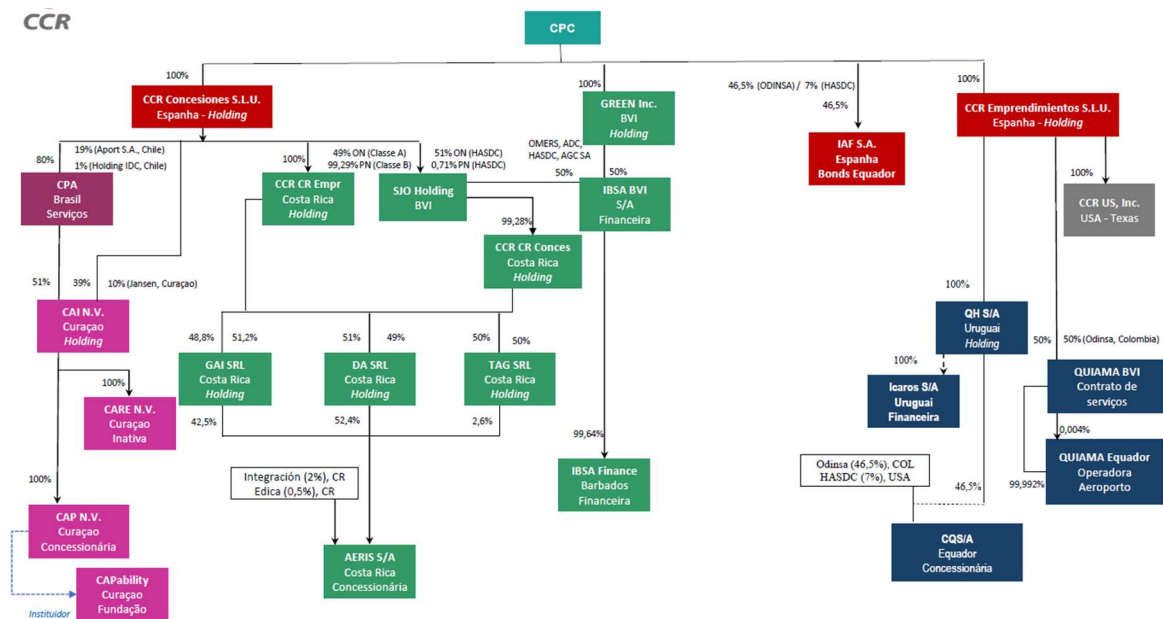 CCR
CPC
100%
100%
46,5% (ODINSA) / 7% (HASDC)
46,5%
100%
CCR Concesiones S.L.U.
Espanha - Holding
GREEN Inc.
BVI
Holding
CCR Emprendimientos S.L.U.
Espanha - Holding
IAF S.A.
Espanha
Bonds Equador
19% (Aport S.A., Chile)
80%
1% (Holding IDC, Chile)
100%
49% ON (Classe A)
99,29% PN (Classe B)
51% ON (HASDC)
0,71% PN (HASDC)
OMERS, ADC,
HASDC, AGC SA
50%
50%
100%
CPA
Brasil
Serviços
CCR CR Empr
Costa Rica
Holding
SJO Holding
BVI
IBSA BVI
S/A
Financeira
CCR US, Inc.
USA - Texas
99,28%
CCR CR Conces
Costa Rica
Holding
51%
39%
10% (Jansen, Curaçao)
100%
CAI N.V.
Curaçao
Holding
QH S/A
Uruguai
Holding
48,8%
51,2%
51%
49%
50%
50%
50%
50% (Odinsa, Colombia)
GAI SRL
Costa Rica
Holding
DA SRL
Costa Rica
Holding
TAG SRL
Costa Rica
Holding
100%
QUIAMA BVI
Contrato de
serviços
100%
CARE N.V.
Curaçao
Inativa
Icaros S/A
Uruguai
Financeira
42,5%
52,4%
2,6%
99,64%
0,004%
QUIAMA Equador
Operadora
Aeroporto
99,992%
Integración (2%), CR
Edica (0,5%), CR
IBSA Finance
Barbados
Financeira
Odinsa (46,5%), COL
HASDC (7%), USA
46,5%
100%
CAP N.V.
Curaçao
Concessionária
CQS/A
Equador
Concessionária
AERIS S/A
Costa Rica
Concessionária
CAPability
Curaçao
Fundação
Instituidor